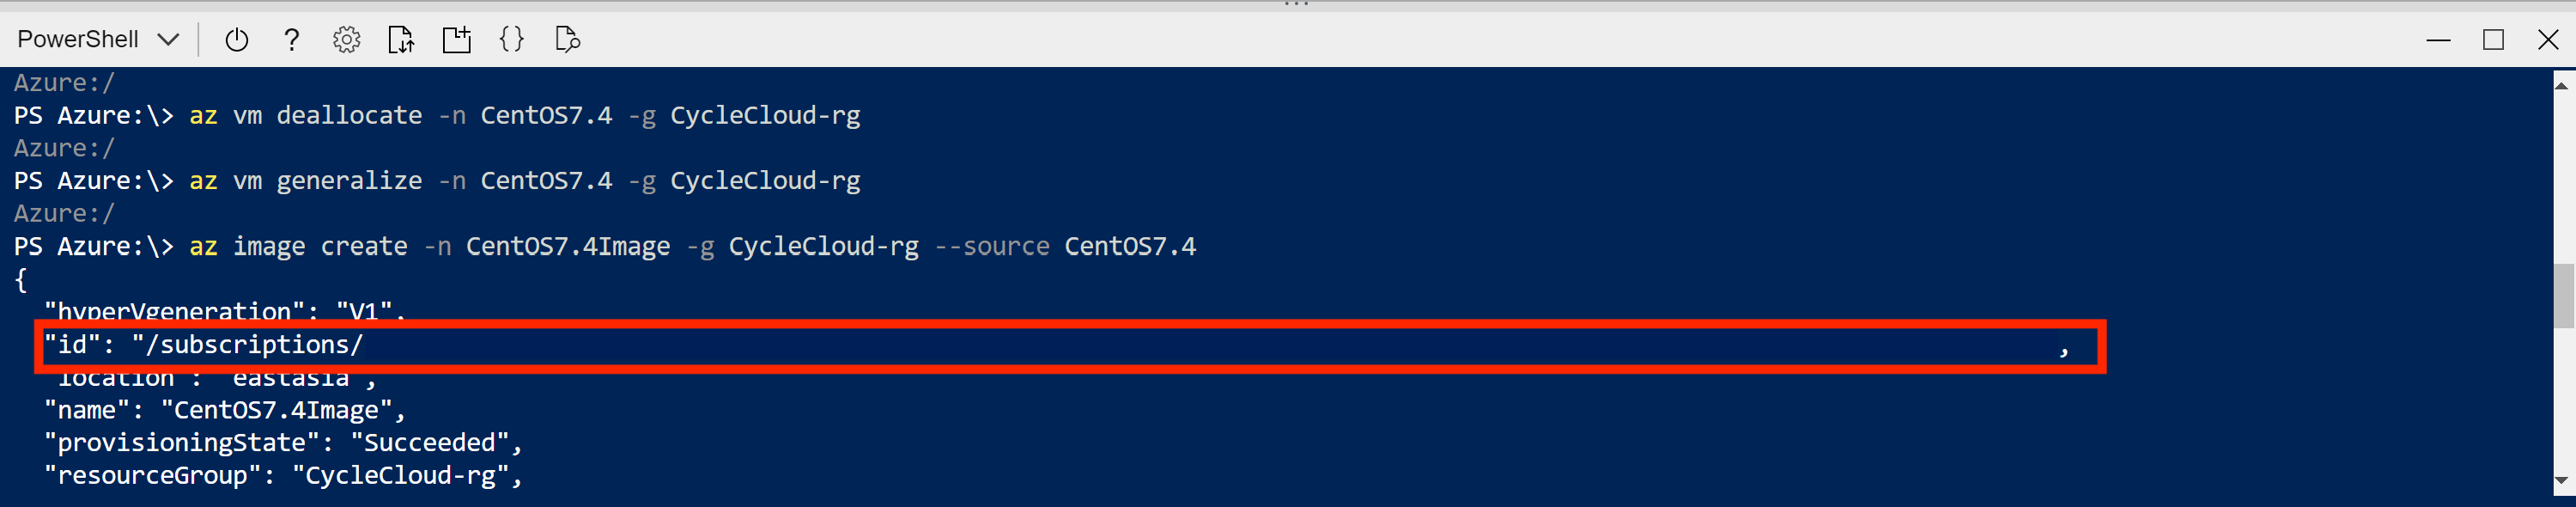 PowerShell
Azure:/
PS Azure:\> az vm deallocate -n CentOS7.4 -g CycleCloud-rg
Azure:/
PS Azure:\> az vm generalize -n CentOS7.4 -g CycleCloud-rg
Azure:/
PS Azure:\> az image create -n CentOS7.4Image -g CycleCloud-rg --source CentOS7.4
{
"hyperVgeneration": "V1",
"id": "/subscriptions/ ,
"location": "eastasia",
"name": "CentOS7.4Image",
"provisioningState": "Succeeded",
"resourceGroup": "CycleCloud-rg",